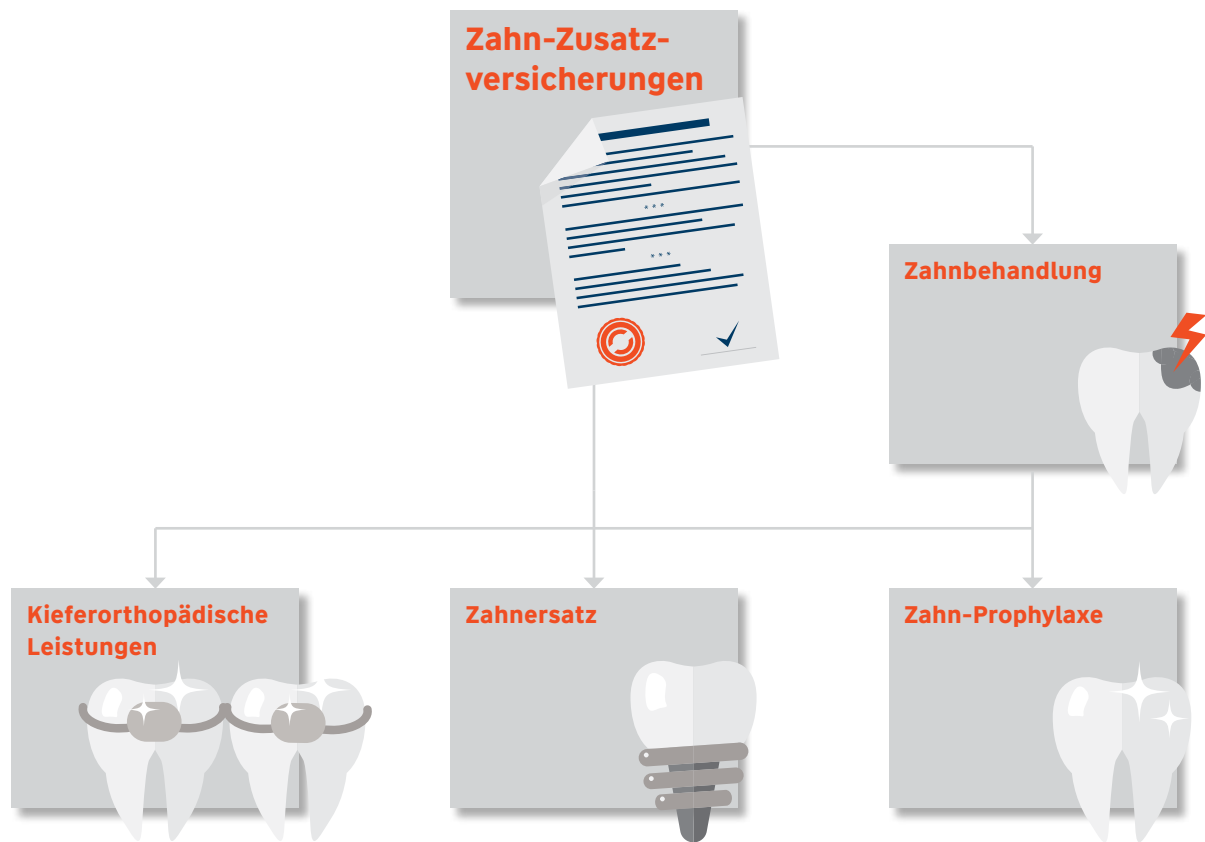 Zahn-Zusatz-
versicherungen
* * *
* * *
Zahnbehandlung
Kieferorthopädische
Leistungen
Zahnersatz
Zahn-Prophylaxe